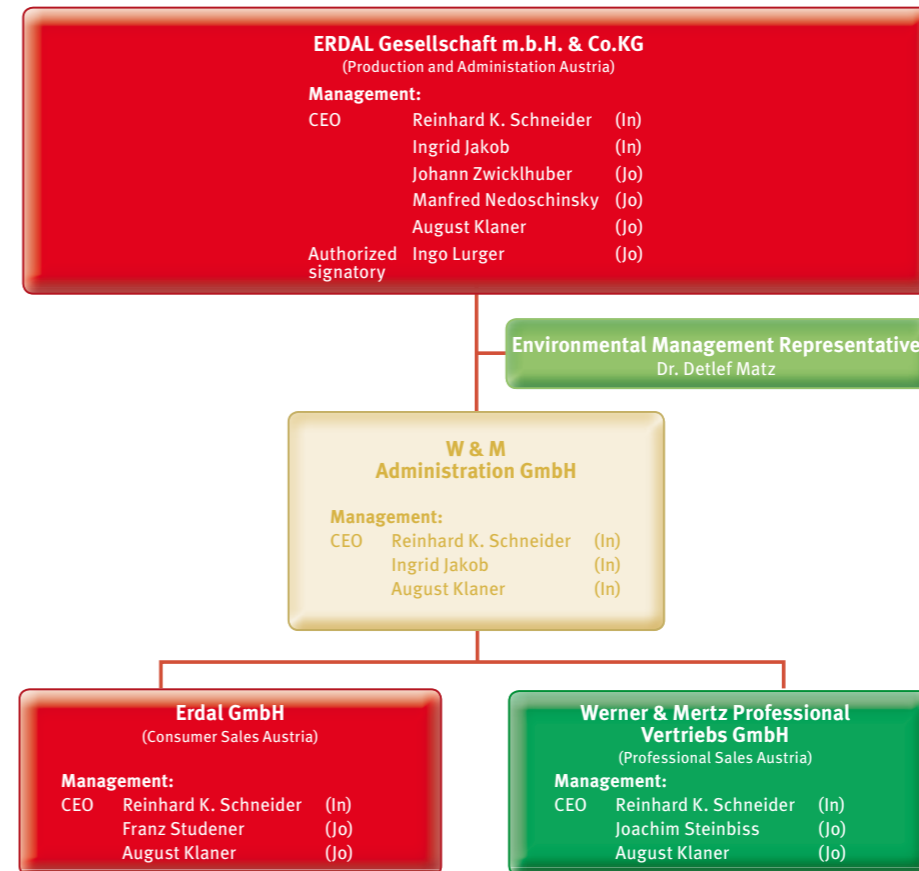 ERDAL Gesellschaft m.b.H. & Co.KG
(Production and Administation Austria)
Management:
CEO Reinhard K. Schneider (In)
Ingrid Jakob (In)
Johann Zwicklhuber (Jo)
Manfred Nedoschinsky (Jo)
August Klaner (Jo)
Authorized signatory Ingo Lurger (Jo)
Environmental Management Representative
Dr. Detlef Matz
W & M
Administration GmbH
Management:
CEO Reinhard K. Schneider (In)
Ingrid Jakob (In)
August Klaner (In)
Erdal GmbH
(Consumer Sales Austria)
Management:
CEO Reinhard K. Schneider (In)
Franz Studener (Jo)
August Klaner (Jo)
Werner & Mertz Professional
Vertriebs GmbH
(Professional Sales Austria)
Management:
CEO Reinhard K. Schneider (In)
Joachim Steinbiss (Jo)
August Klaner (Jo)